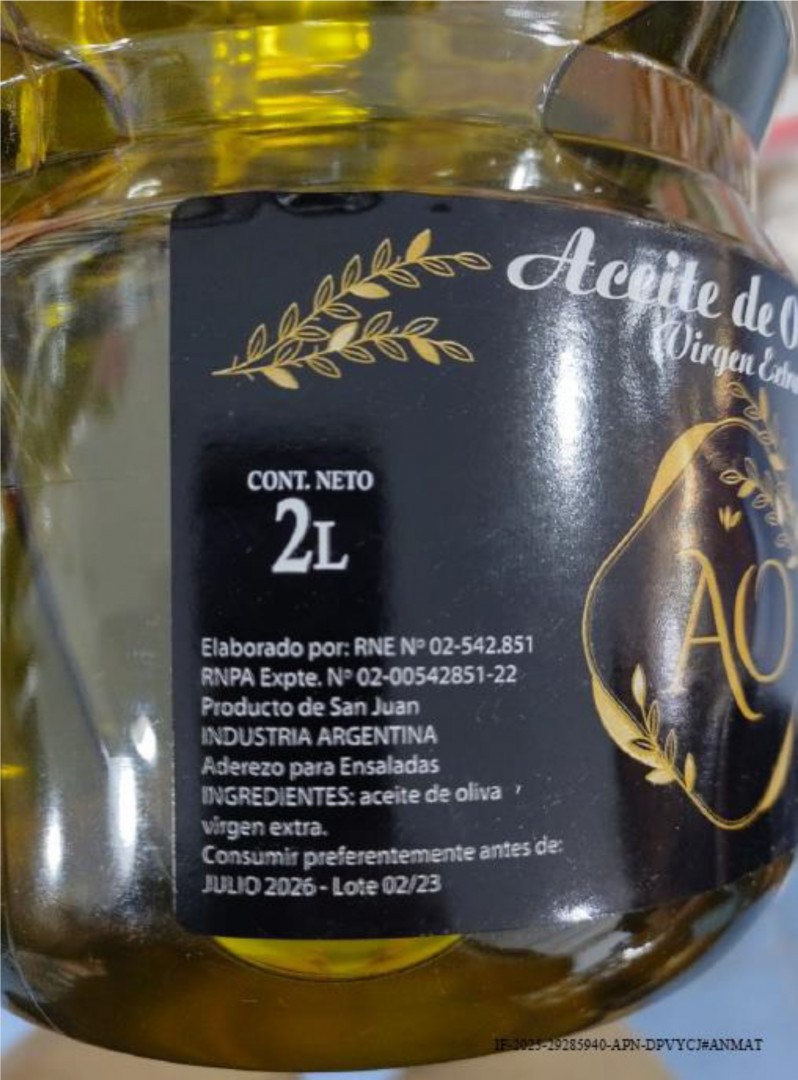 Aceite de O
Virgen Extra
AO
CONT. NETO
2L
Elaborado por: RNE Nº 02-542.851
RNPA Expte. Nº 02-00542851-22
Producto de San Juan
INDUSTRIA ARGENTINA
Aderezo para Ensaladas
INGREDIENTES: aceite de oliva
virgen extra.
Consumir preferentemente antes de:
JULIO 2026 - Lote 02/23
IF-2025-29285940-APN-DPVYCJ#ANMAT